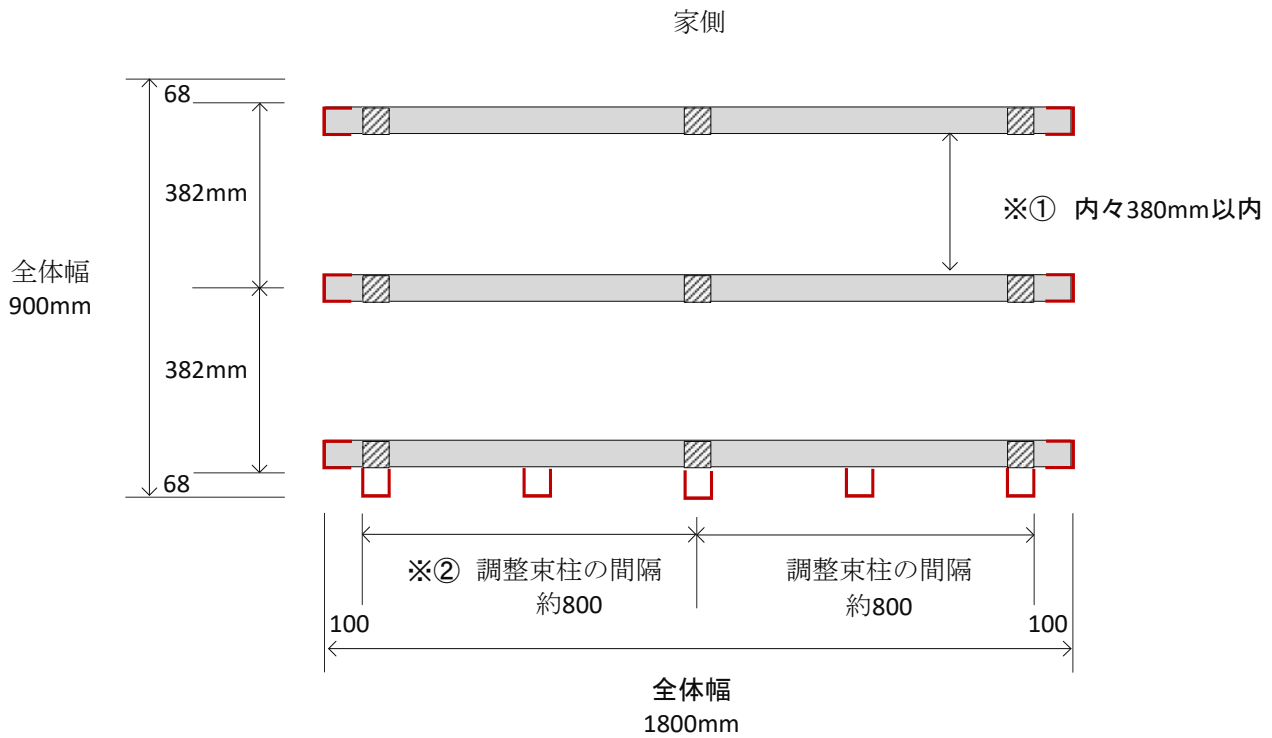 家側
68
382mm
※① 内々380mm以内
全体幅
900mm
382mm
68
※② 調整束柱の間隔
約800
調整束柱の間隔
約800
100
100
全体幅
1800mm